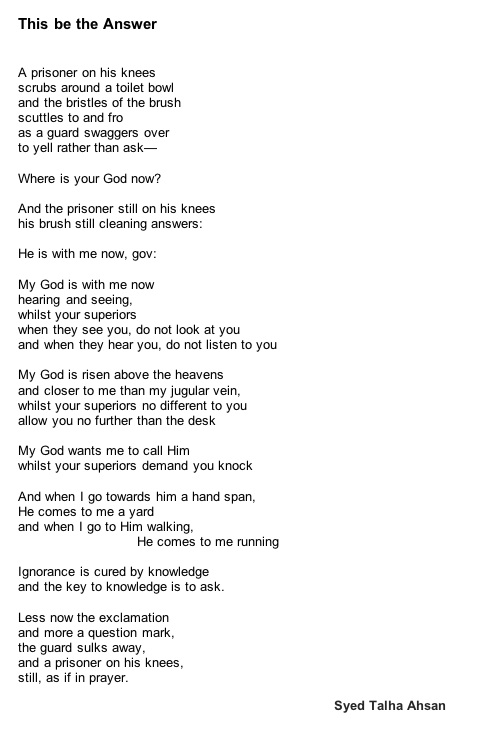 This be the Answer
A prisoner on his knees
scrubs around a toilet bowl
and the bristles of the brush
scuttles to and fro
as a guard swaggers over
to yell rather than ask—
Where is your God now?
And the prisoner still on his knees
his brush still cleaning answers:
He is with me now, gov:
My God is with me now
hearing and seeing,
whilst your superiors
when they see you, do not look at you
and when they hear you, do not listen to you
My God is risen above the heavens
and closer to me than my jugular vein,
whilst your superiors no different to you
allow you no further than the desk
My God wants me to call Him
whilst your superiors demand you knock
And when I go towards him a hand span,
He comes to me a yard
and when I go to Him walking,
He comes to me running
Ignorance is cured by knowledge
and the key to knowledge is to ask.
Less now the exclamation
and more a question mark,
the guard sulks away,
and a prisoner on his knees,
still, as if in prayer.
Syed Talha Ahsan